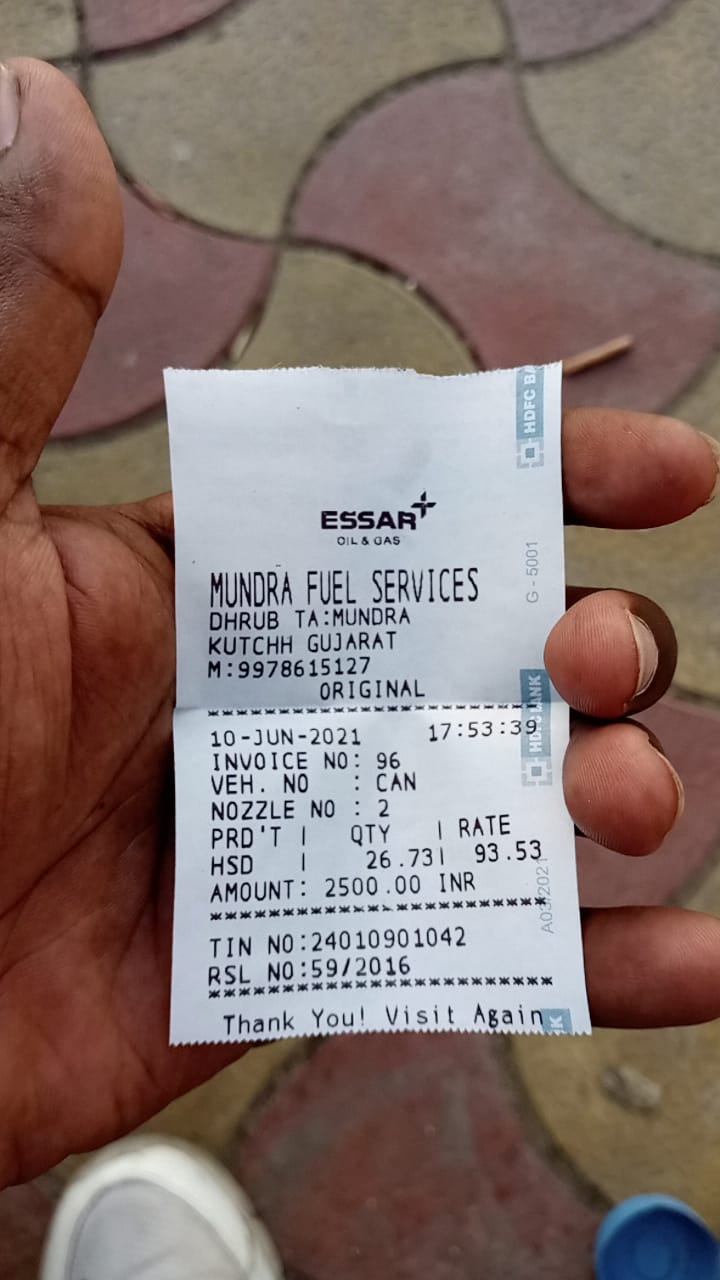 ESSAR
OIL & GAS
MUNDRA FUEL SERVICES
DHRUB TA:MUNDRA
KUTCHH GUJARAT
M:9978615127
ORIGINAL
10-JUN-2021 17:53:39
INVOICE NO: 96
VEH. NO : CAN
NOZZLE NO : 2
PRD'T | QTY | RATE
HSD | 26.73| 93.53
AMOUNT: 2500.00 INR
TIN NO:24010901042
RSL NO:59/2016
Thank You! Visit Again
HDFC BA
G - 5001
HDFC BANK
A03/2021
K